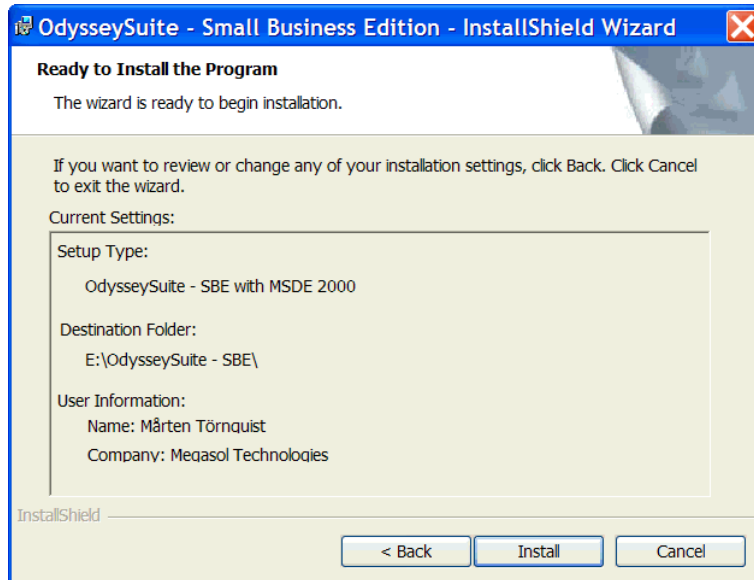 OdysseySuite - Small Business Edition - InstallShield Wizard
Ready to Install the Program
The wizard is ready to begin installation.
If you want to review or change any of your installation settings, click Back. Click Cancel
to exit the wizard.
Current Settings:
Setup Type:
OdysseySuite - SBE with MSDE 2000
Destination Folder:
E:\OdysseySuite - SBE\
User Information:
Name: Mårten Törnquist
Company: Megasol Technologies
InstallShield
< Back
Install
Cancel